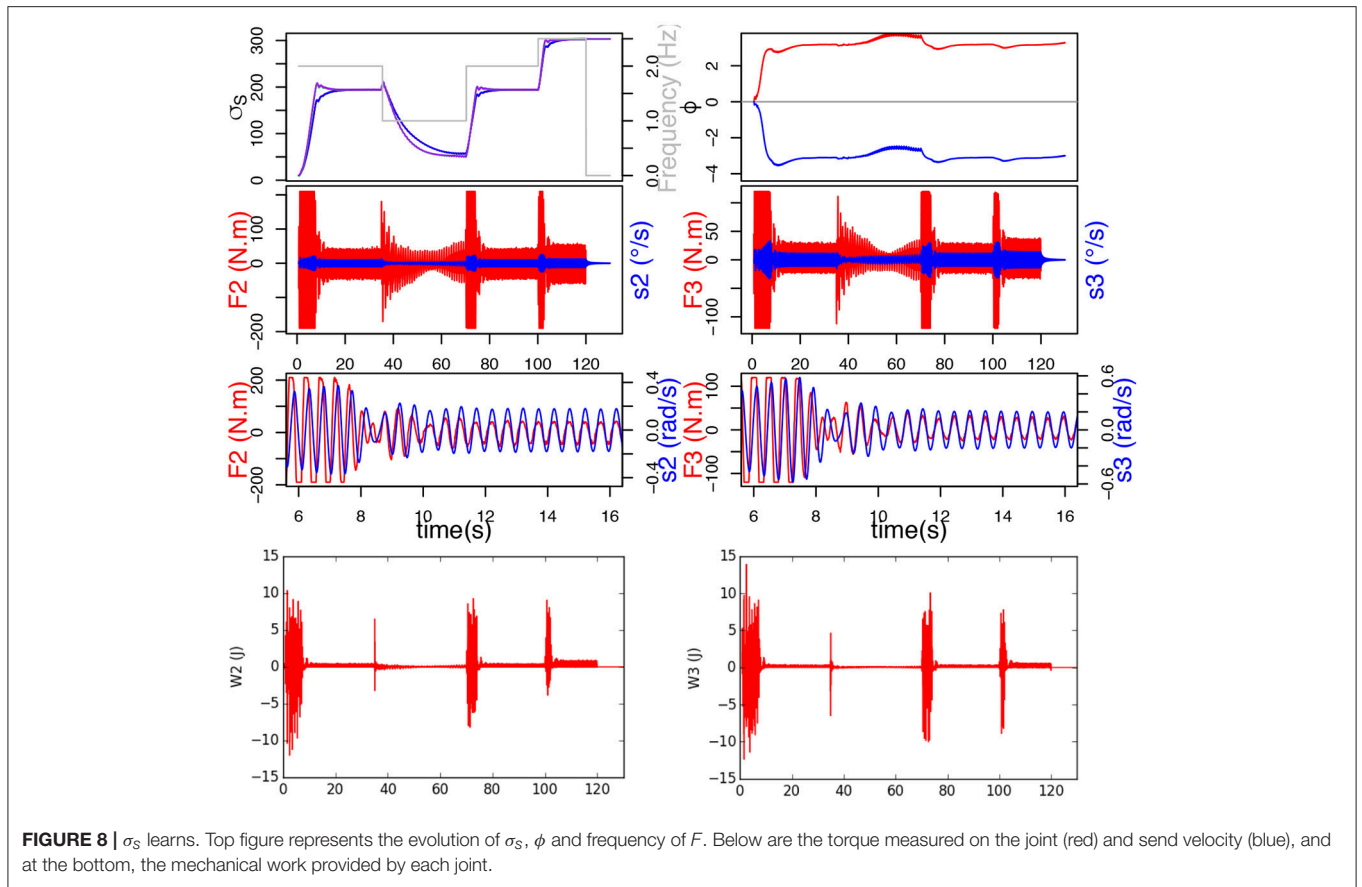 300
200
100
0
σS
2.0
1.0
0.0
Frequency (Hz)
2
0
-2
-4
ϕ
100
0
-200
F2 (N.m)
s2 (°/s)
0 20 40 60 80 100 120
50
0
-100
F3 (N.m)
s3 (°/s)
0 20 40 60 80 100 120
200
0
-200
F2 (N.m)
0.4
0.0
-0.4
s2 (rad/s)
6 8 10 12 14 16
time(s)
100
0
-100
F3 (N.m)
0.6
0.0
-0.6
s3 (rad/s)
6 8 10 12 14 16
time(s)
15
10
5
0
−5
−10
−15
W2 (J)
0 20 40 60 80 100 120
15
10
5
0
−5
−10
−15
W3 (J)
0 20 40 60 80 100 120
FIGURE 8 | σS learns. Top figure represents the evolution of σS, ϕ and frequency of F. Below are the torque measured on the joint (red) and send velocity (blue), and
at the bottom, the mechanical work provided by each joint.